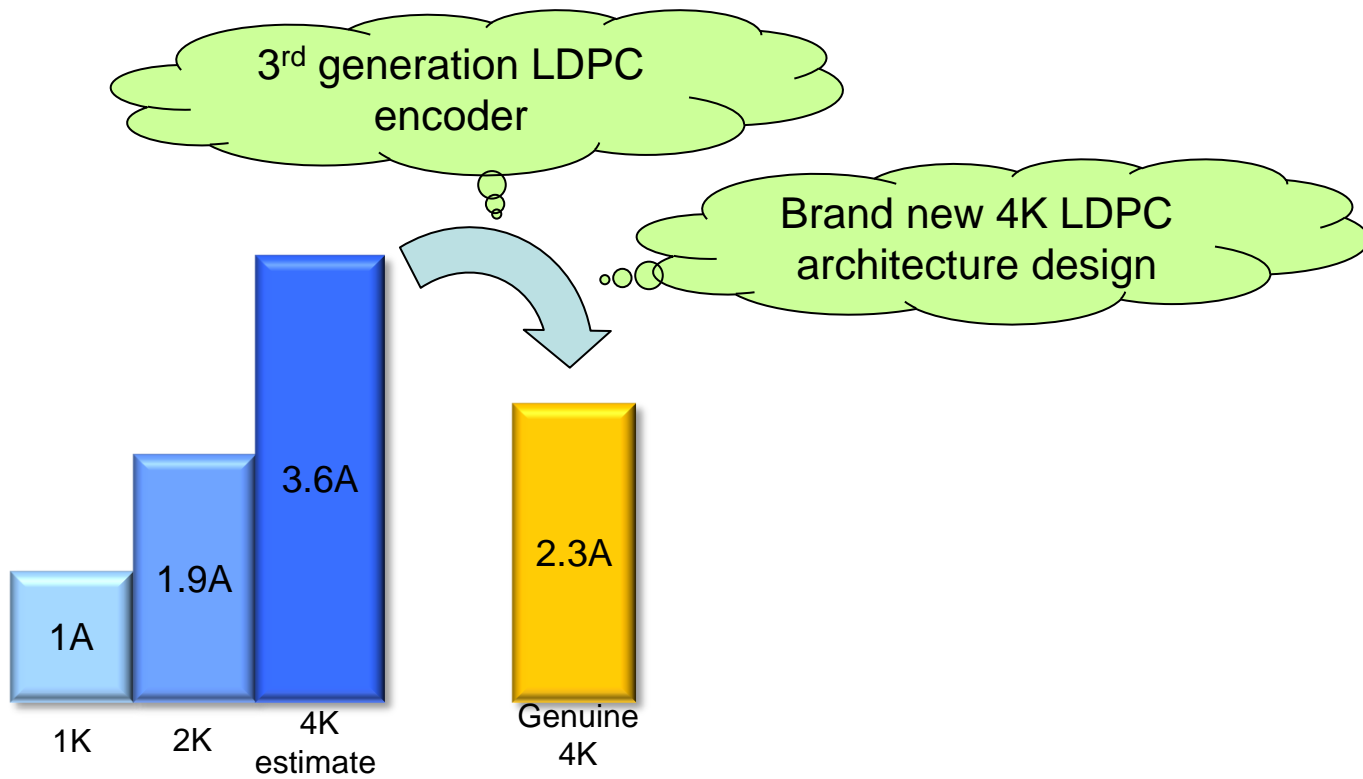 3rd generation LDPC
encoder
Brand new 4K LDPC
architecture design
3.6A
1.9A
2.3A
1A
1K
2K
4K
estimate
Genuine
4K